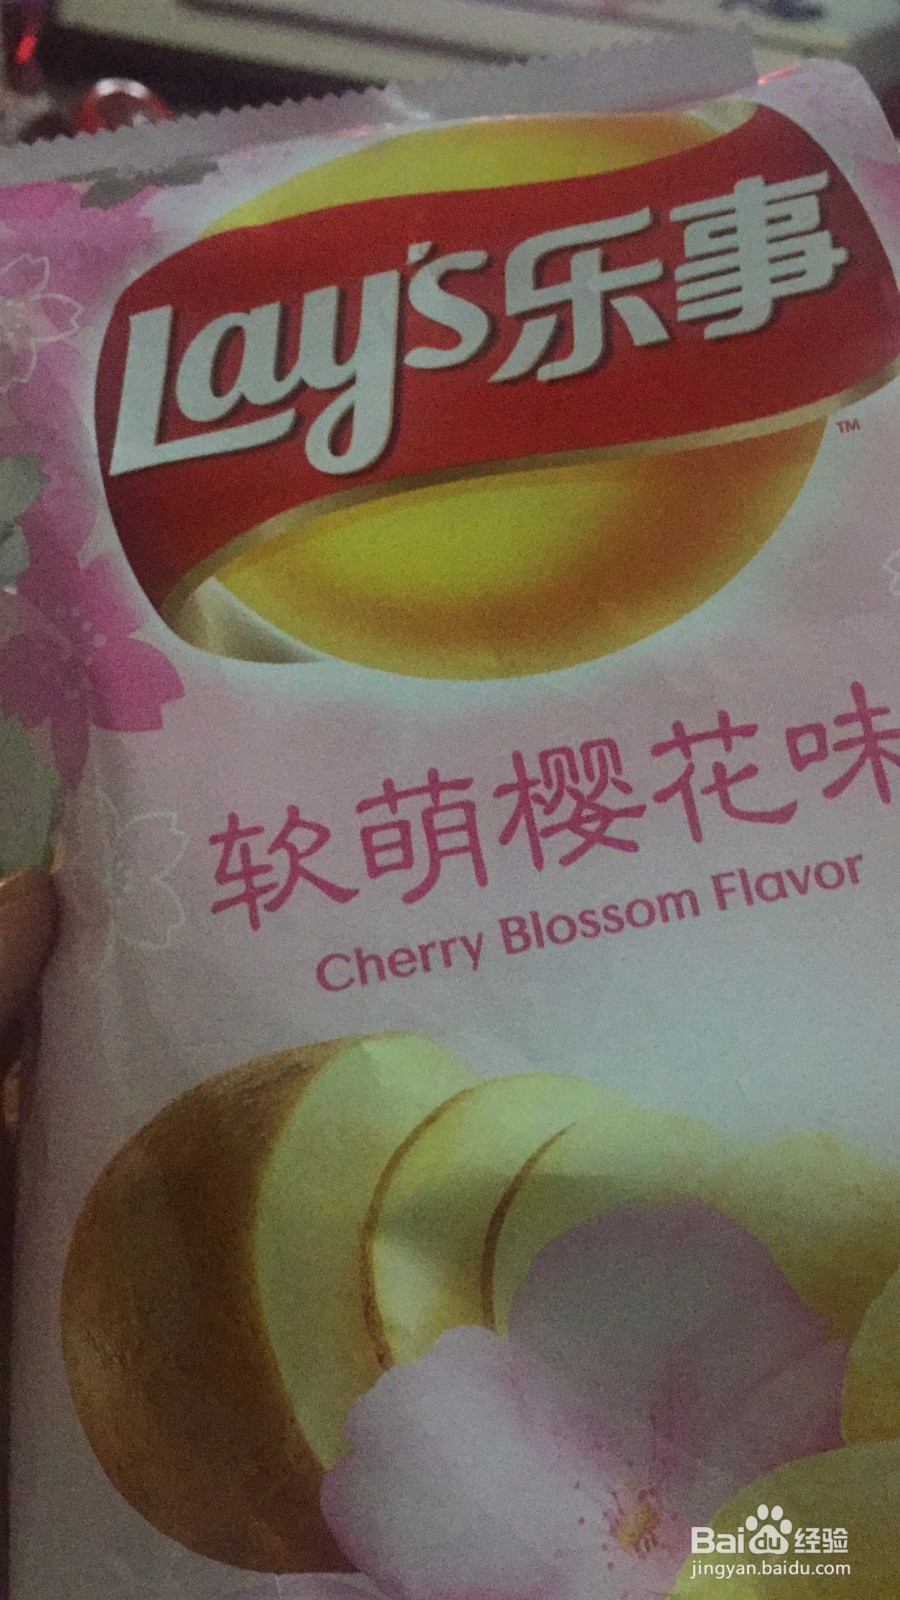 Lay's乐事
TM
软萌樱花味
Cherry Blossom Flavor
Bai du 经验
jingyan.baidu.com